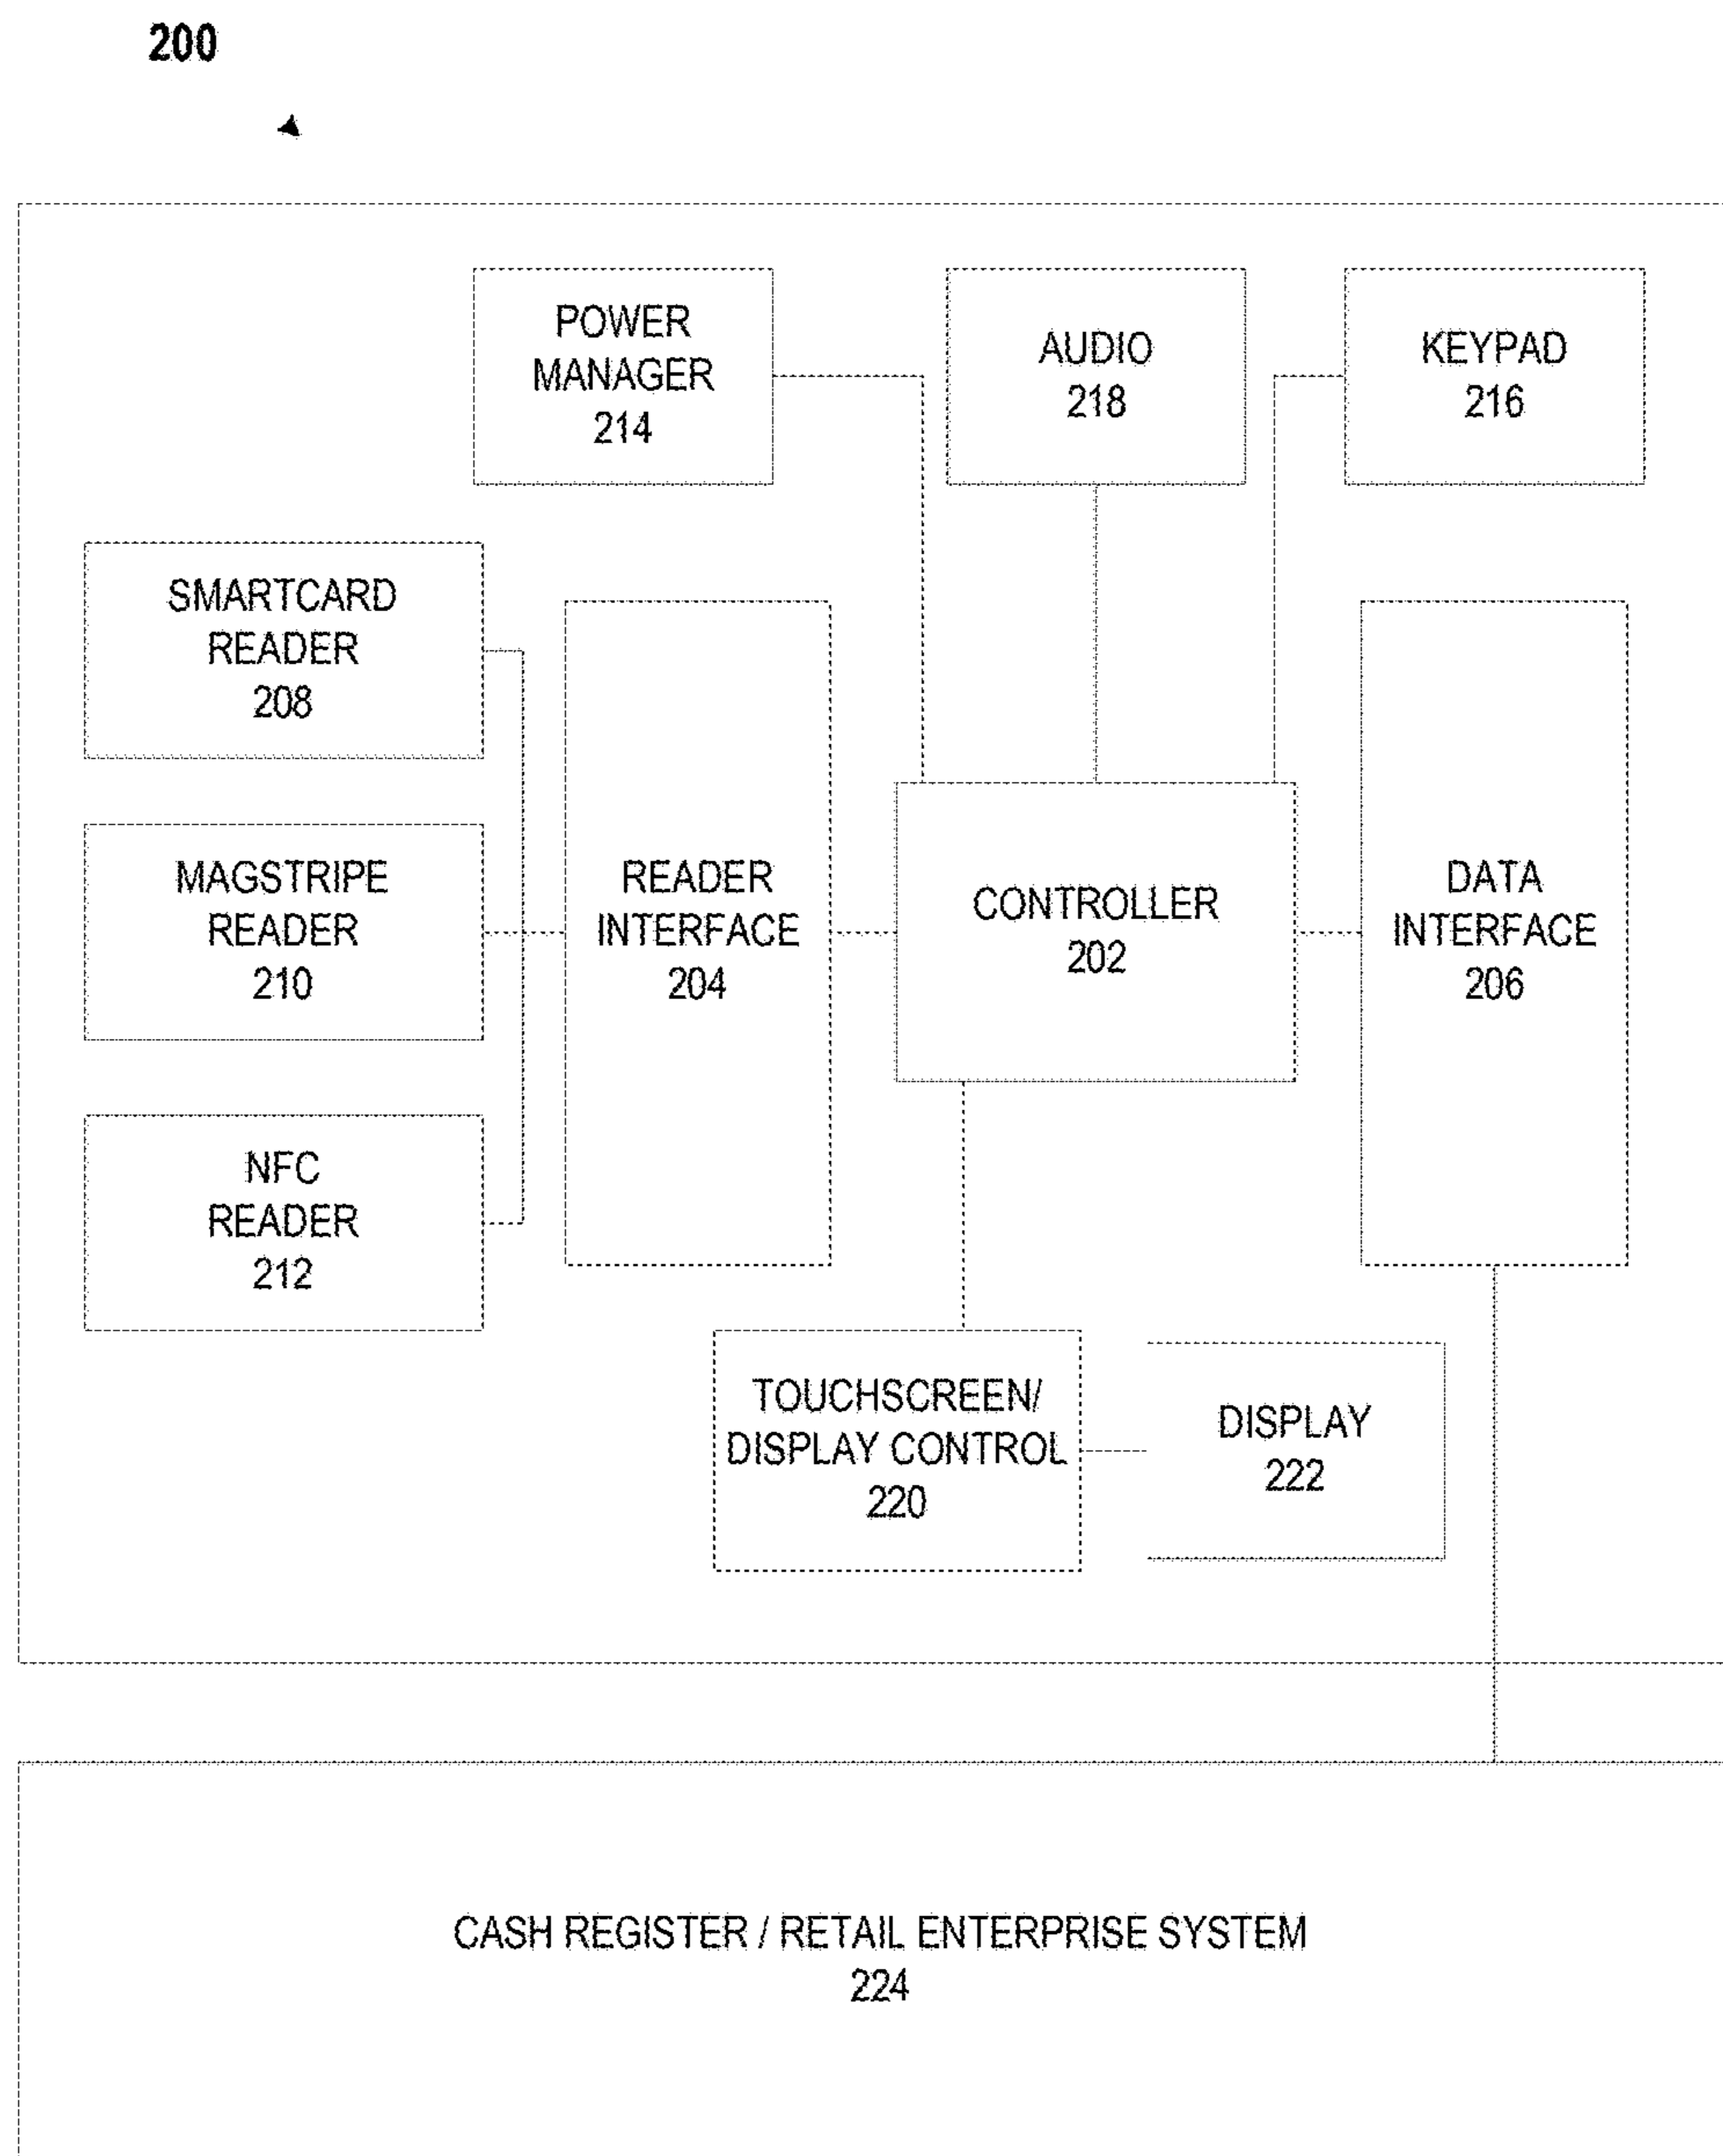 200
POWER
MANAGER
214
AUDIO
218
KEYPAD
216
SMARTCARD
READER
208
MAGSTRIPE
READER
210
NFC
READER
212
READER
INTERFACE
204
CONTROLLER
202
DATA
INTERFACE
206
TOUCHSCREEN/
DISPLAY CONTROL
220
DISPLAY
222
CASH REGISTER / RETAIL ENTERPRISE SYSTEM
224